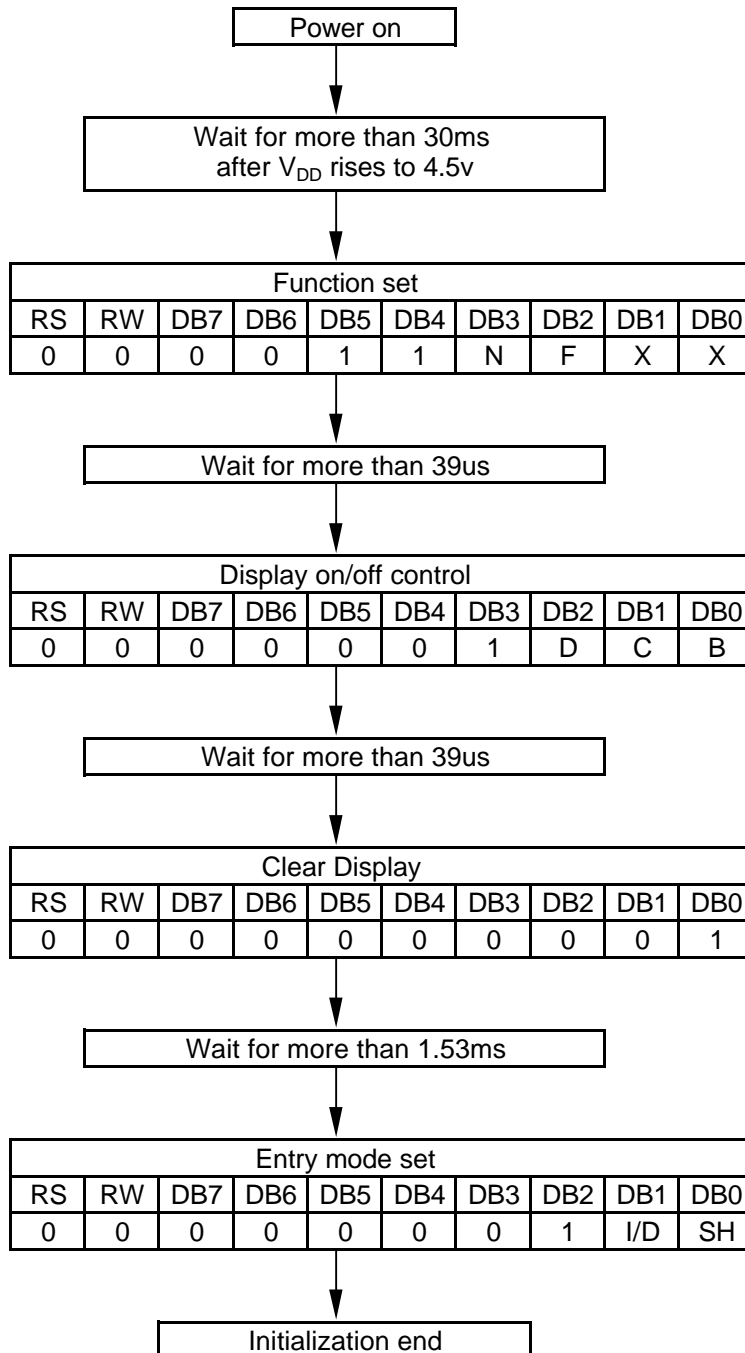 Power on
Wait for more than 30ms
after VDD rises to 4.5v
Function set
RS RW DB7 DB6 DB5 DB4 DB3 DB2 DB1 DB0
0 0 0 0 1 1 N F X X
Wait for more than 39us
Display on/off control
RS RW DB7 DB6 DB5 DB4 DB3 DB2 DB1 DB0
0 0 0 0 0 0 1 D C B
Wait for more than 39us
Clear Display
RS RW DB7 DB6 DB5 DB4 DB3 DB2 DB1 DB0
0 0 0 0 0 0 0 0 0 1
Wait for more than 1.53ms
Entry mode set
RS RW DB7 DB6 DB5 DB4 DB3 DB2 DB1 DB0
0 0 0 0 0 0 0 1 I/D SH
Initialization end